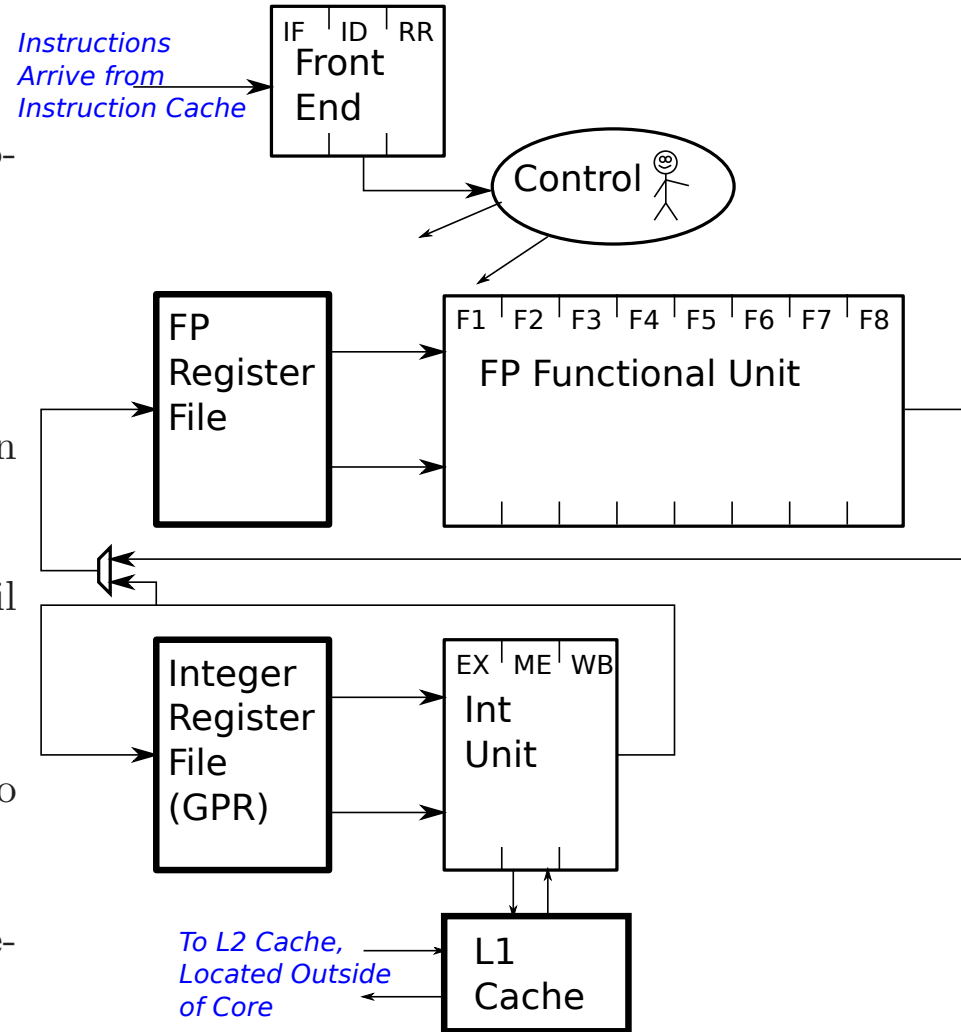 IF ID RR
Front
End
Instructions
Arrive from
Instruction Cache
o-
Control
F1 F2 F3 F4 F5 F6 F7 F8
FP Functional Unit
FP
Register
File
n
il
EX ME WB
Int
Unit
Integer
Register
File
(GPR)
o
e-
To L2 Cache,
Located Outside
of Core
L1
Cache